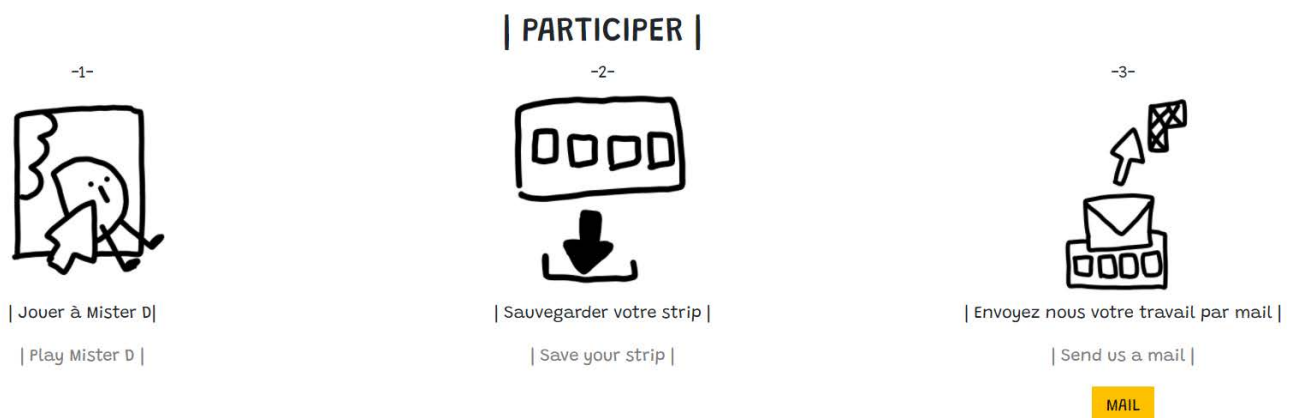 | PARTICIPER |
-1-
| Jouer à Mister D|
| Play Mister D |
-2-
| Sauvegarder votre strip |
| Save your strip |
-3-
| Envoyez nous votre travail par mail |
| Send us a mail |
MAIL